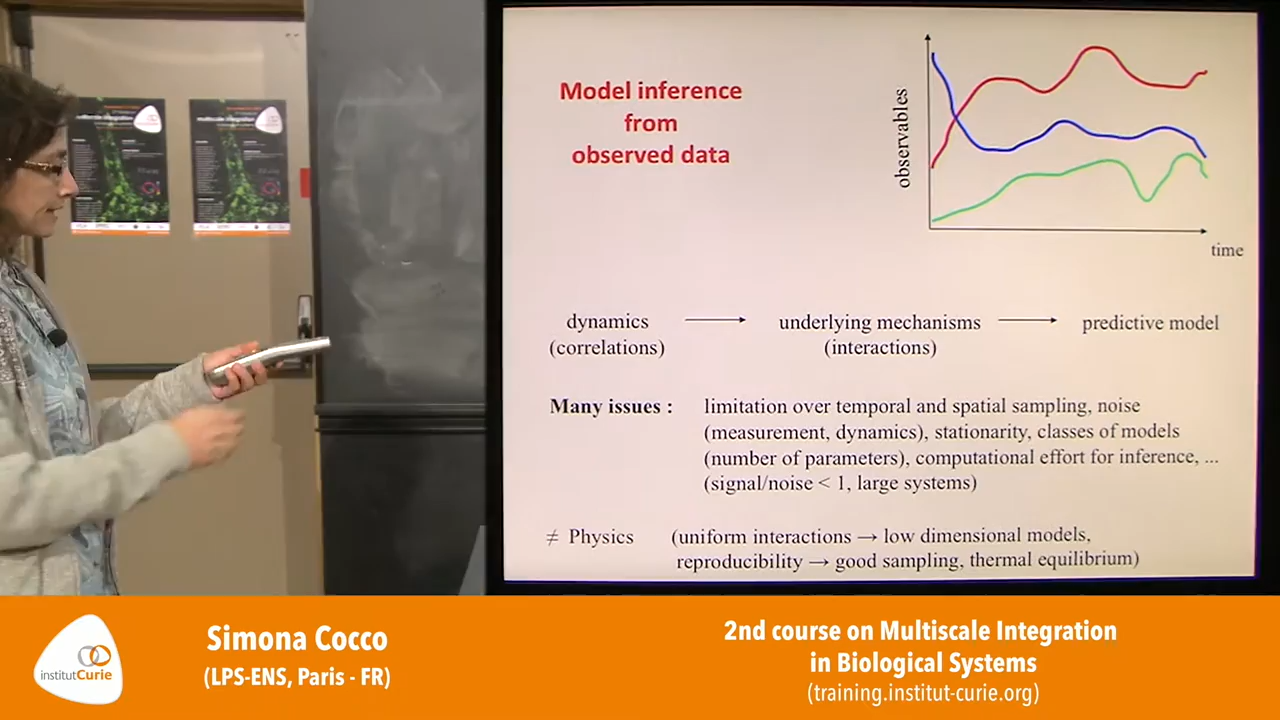 Model inference
from
observed data
observables
time
dynamics
(correlations)
underlying mechanisms
(interactions)
predictive model
Many issues :
limitation over temporal and spatial sampling, noise
(measurement, dynamics), stationarity, classes of models
(number of parameters), computational effort for inference, ...
(signal/noise < 1, large systems)
≠ Physics (uniform interactions → low dimensional models,
reproducibility → good sampling, thermal equilibrium)
institutCurie
Simona Cocco
(LPS-ENS, Paris - FR)
2nd course on Multiscale Integration
in Biological Systems
(training.institut-curie.org)